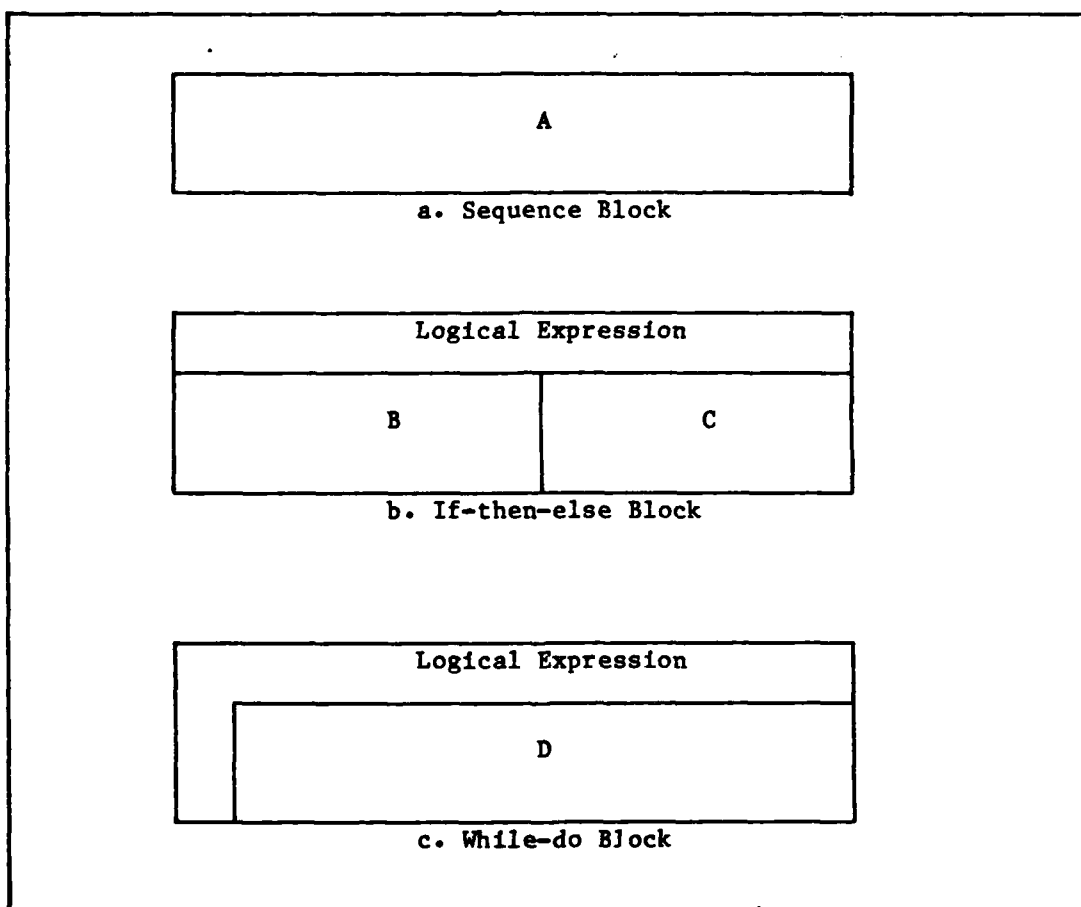 A
a. Sequence Block
Logical Expression
B C
b. If-then-else Block
Logical Expression
D
c. While-do Block